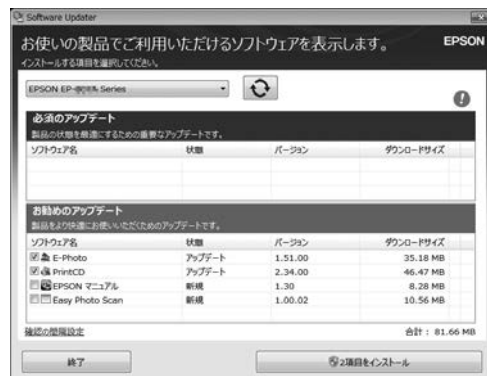 Software Updater
お使いの製品でご利用いただけるソフトウェアを表示します。 EPSON
インストールする項目を選択してください。
EPSON EP- Series
必須のアップデート
製品の状態を最適にするための重要なアップデートです。
ソフトウェア名 状態 バージョン ダウンロードサイズ
お勧めのアップデート
製品をより快適にお使いいただくためのアップデートです。
ソフトウェア名 状態 バージョン ダウンロードサイズ
E-Photo アップデート 1.51.00 35.18 MB
PrintCD アップデート 2.34.00 46.47 MB
EPSON マニュアル 新規 1.30 8.28 MB
Easy Photo Scan 新規 1.00.02 10.56 MB
確認の間隔設定 合計： 81.66 MB
終了 2項目をインストール